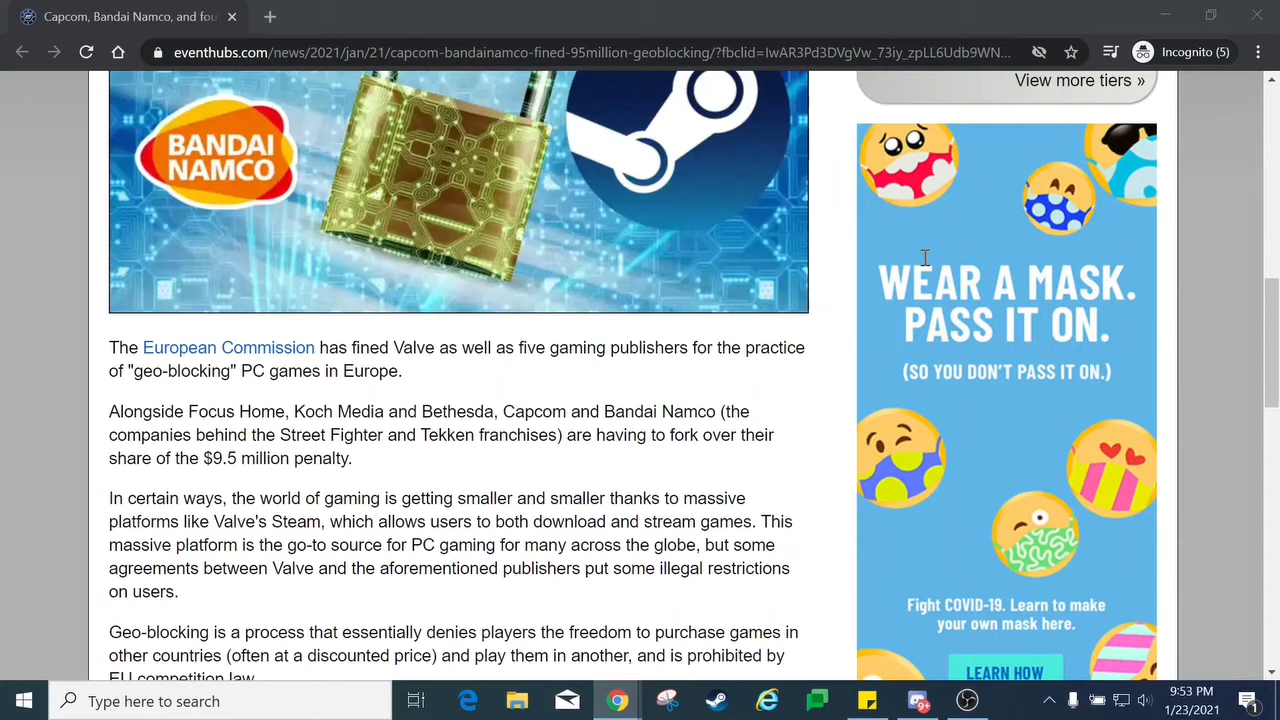 Capcom, Bandai Namco, and fou
eventhubs.com/news/2021/jan/21/capcom-bandainamco-fined-95million-geoblocking/?fbclid=IwAR3Pd3DVgVw_73iy_zpLL6Udb9WN...
Incognito (5)
View more tiers »
BANDAI
NAMCO
The European Commission has fined Valve as well as five gaming publishers for the practice
of "geo-blocking" PC games in Europe.
Alongside Focus Home, Koch Media and Bethesda, Capcom and Bandai Namco (the
companies behind the Street Fighter and Tekken franchises) are having to fork over their
share of the $9.5 million penalty.
In certain ways, the world of gaming is getting smaller and smaller thanks to massive
platforms like Valve's Steam, which allows users to both download and stream games. This
massive platform is the go-to source for PC gaming for many across the globe, but some
agreements between Valve and the aforementioned publishers put some illegal restrictions
on users.
Geo-blocking is a process that essentially denies players the freedom to purchase games in
other countries (often at a discounted price) and play them in another, and is prohibited by
EU competition law.
WEAR A MASK.
PASS IT ON.
(SO YOU DON'T PASS IT ON.)
Fight COVID-19. Learn to make
your own mask here.
LEARN HOW
Type here to search
9+
9:53 PM
1/23/2021
1